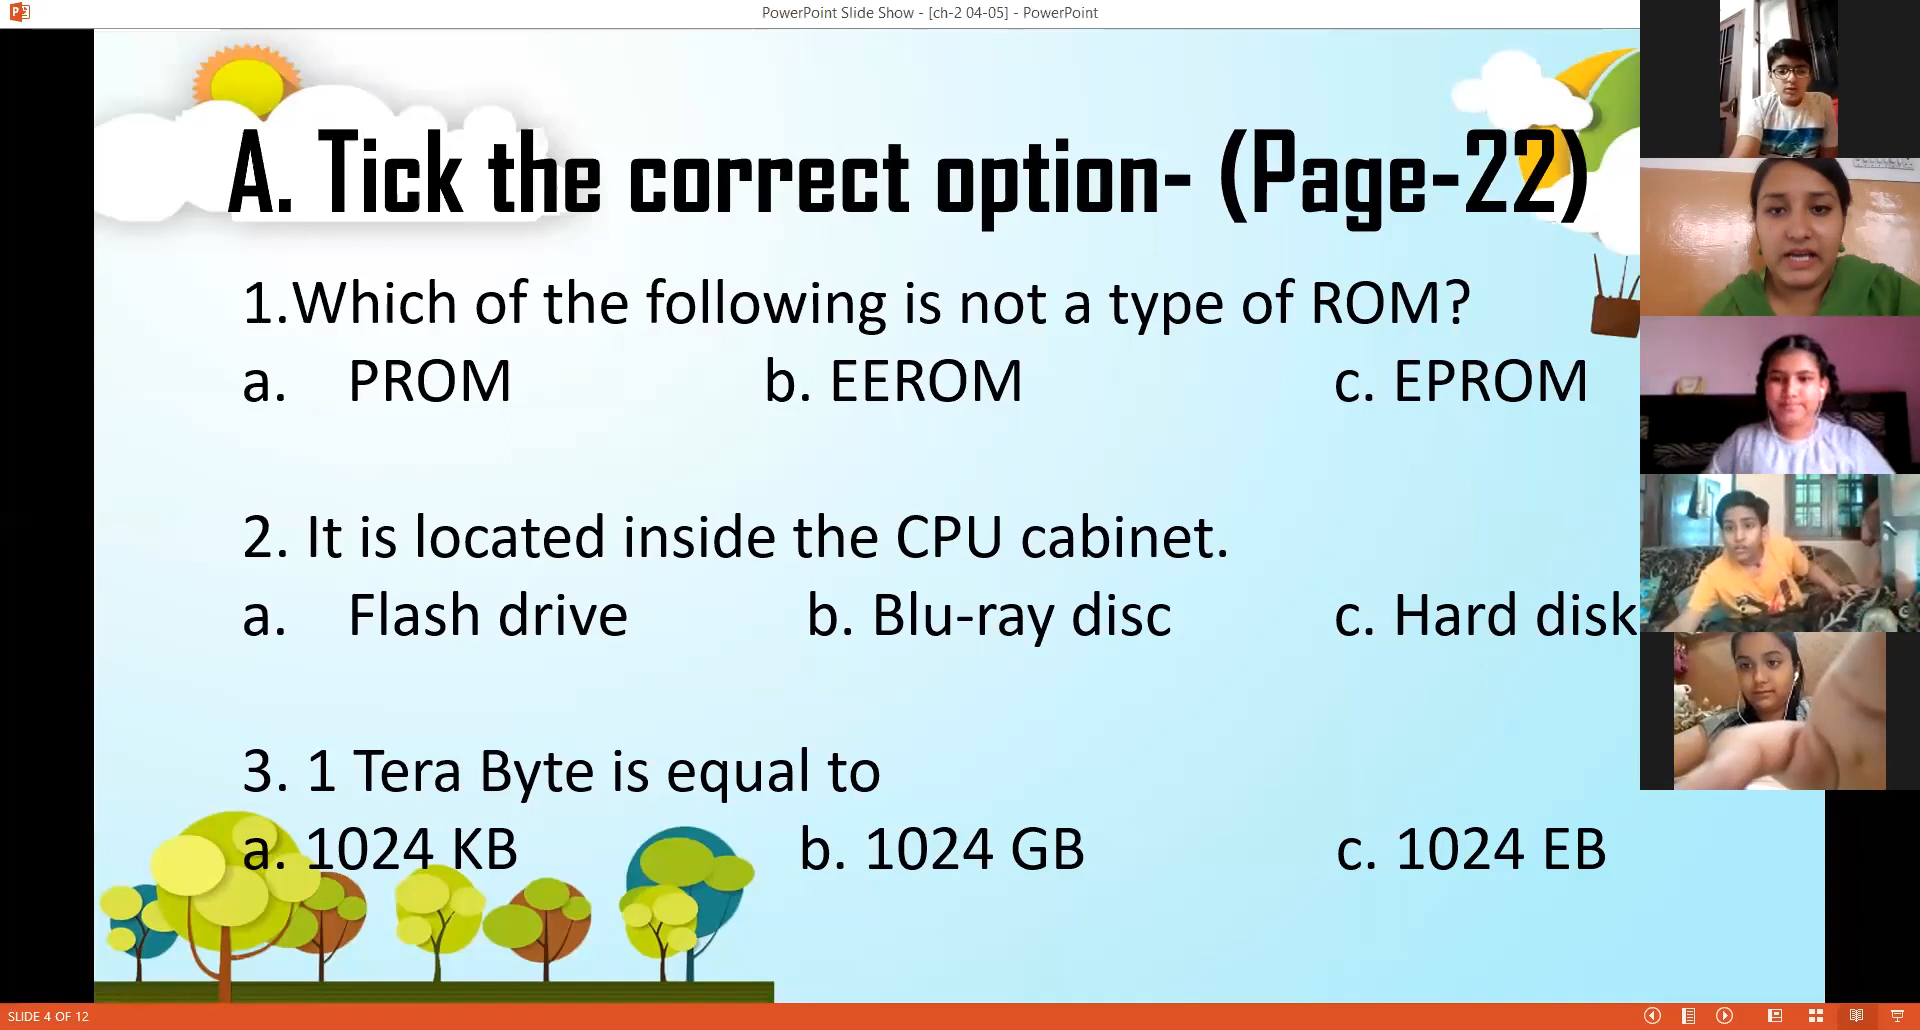 PowerPoint Slide Show - [ch-2 04-05] - PowerPoint
A. Tick the correct option- (Page-22)
1.Which of the following is not a type of ROM?
a. PROM b. EEROM c. EPROM
2. It is located inside the CPU cabinet.
a. Flash drive b. Blu-ray disc c. Hard disk
3. 1 Tera Byte is equal to
a. 1024 KB b. 1024 GB c. 1024 EB
SLIDE 4 OF 12